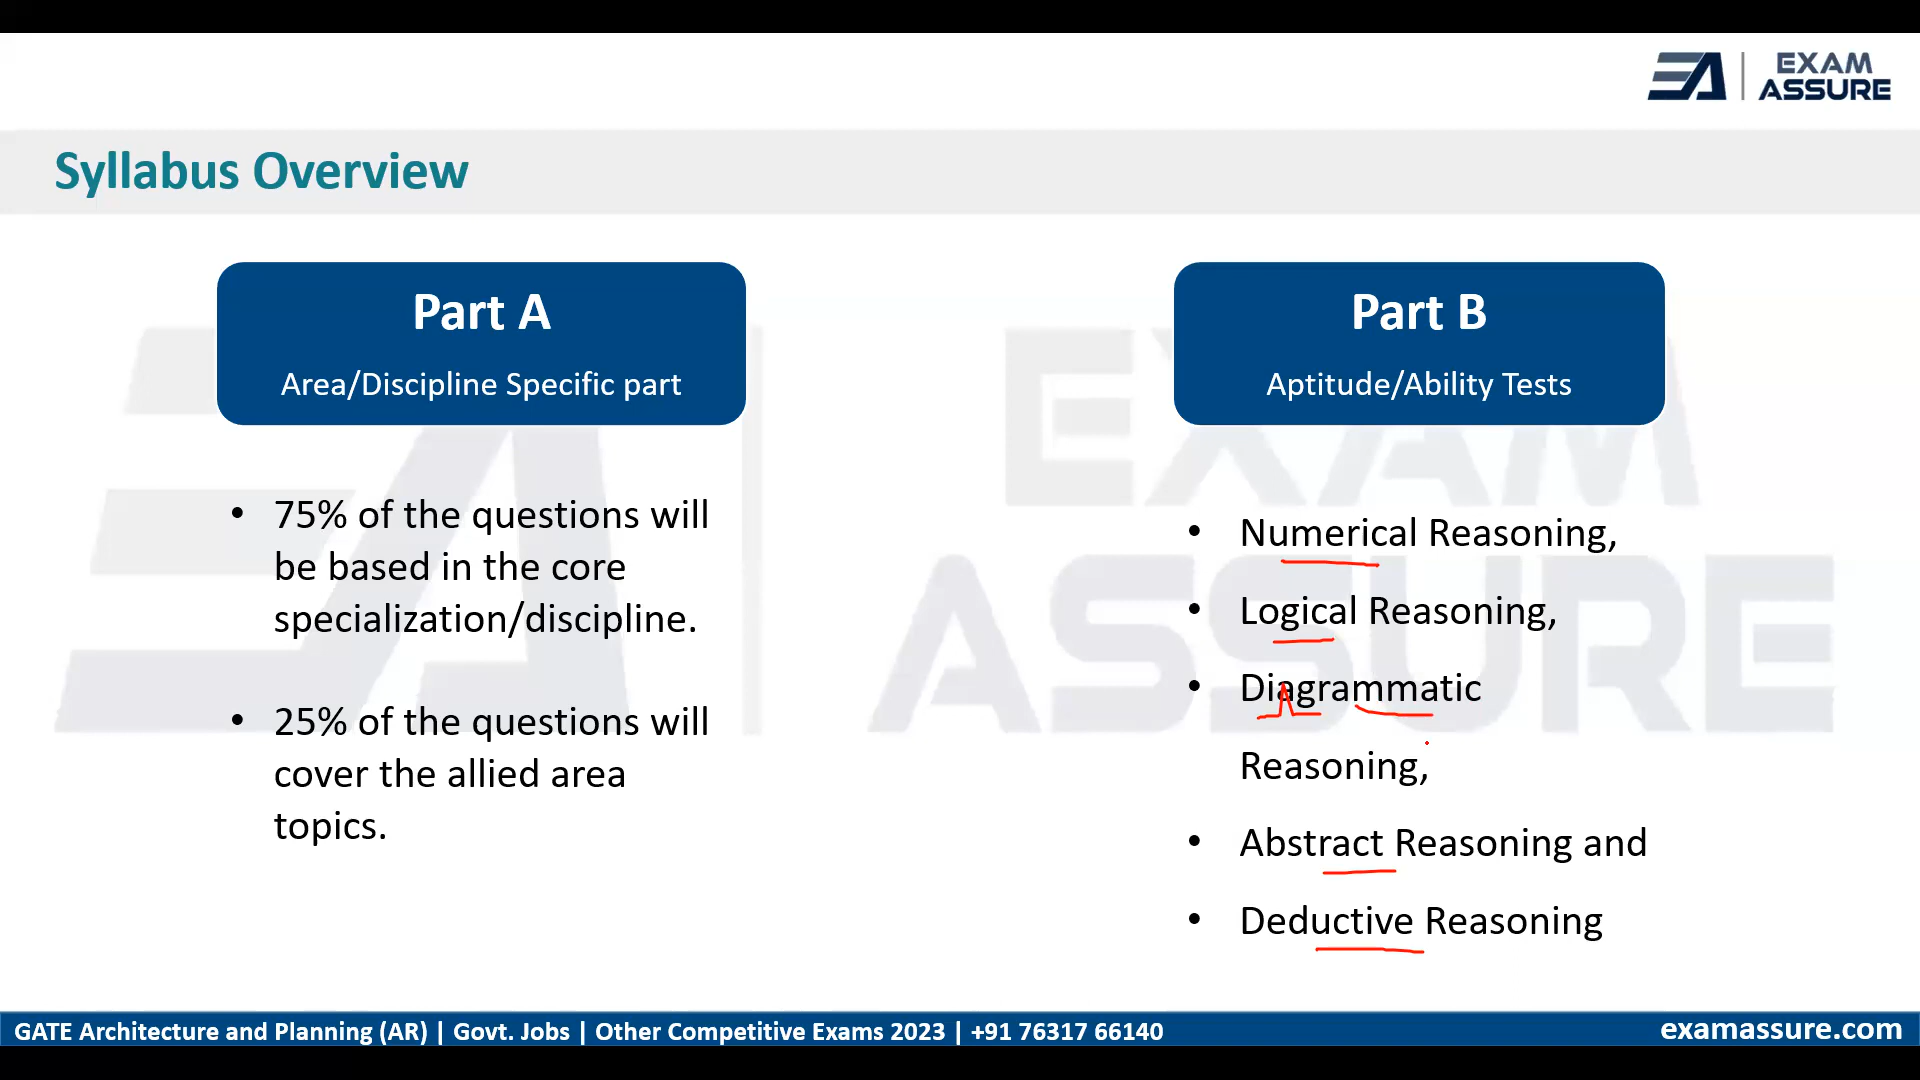 EXAM
ASSURE
Syllabus Overview
Part A
Area/Discipline Specific part
• 75% of the questions will
be based in the core
specialization/discipline.
• 25% of the questions will
cover the allied area
topics.
Part B
Aptitude/Ability Tests
• Numerical Reasoning,
• Logical Reasoning,
• Diagrammatic
Reasoning,
• Abstract Reasoning and
• Deductive Reasoning
EXAM
ASSURE
GATE Architecture and Planning (AR) | Govt. Jobs | Other Competitive Exams 2023 | +91 76317 66140
examassure.com